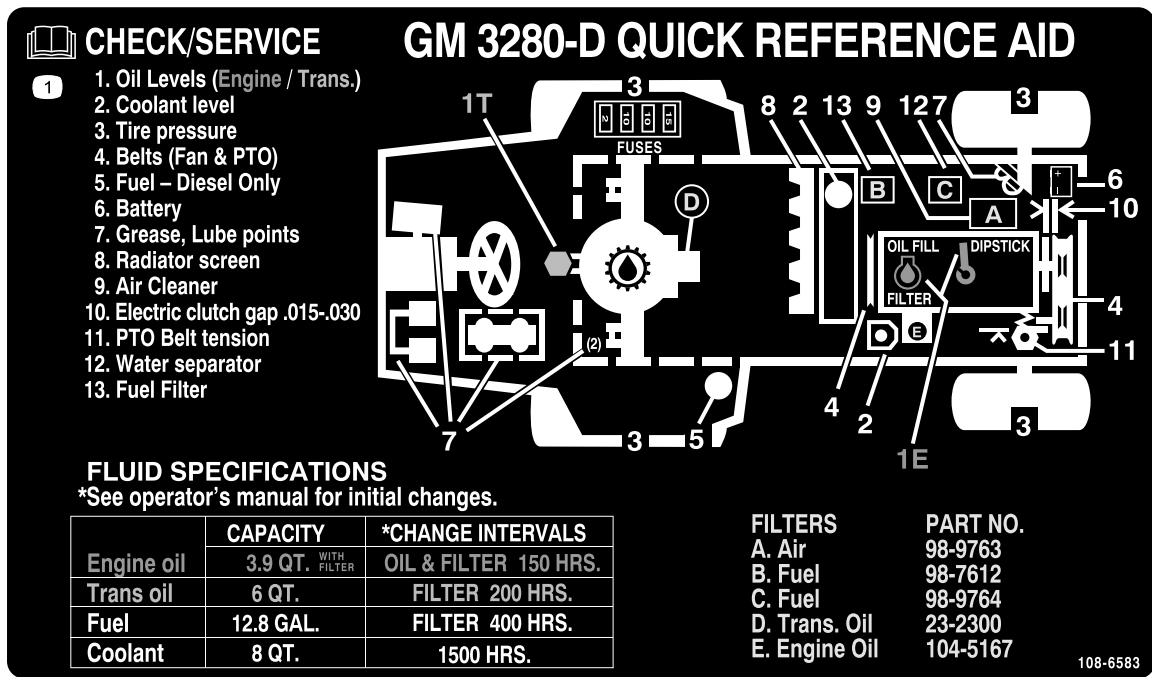 CHECK/SERVICE
GM 3280-D QUICK REFERENCE AID
1
1. Oil Levels (Engine / Trans.)
2. Coolant level
3. Tire pressure
4. Belts (Fan & PTO)
5. Fuel – Diesel Only
6. Battery
7. Grease, Lube points
8. Radiator screen
9. Air Cleaner
10. Electric clutch gap .015-.030
11. PTO Belt tension
12. Water separator
13. Fuel Filter
1T
3
2 10 10 15
FUSES
8 2 13 9 12 7
3
B
C
A
D
+ -
6
10
OIL FILL
DIPSTICK
FILTER
E
(2)
4
11
7
3
5
4
2
1E
3
FLUID SPECIFICATIONS
*See operator's manual for initial changes.
CAPACITY *CHANGE INTERVALS
Engine oil 3.9 QT. WITH FILTER OIL & FILTER 150 HRS.
Trans oil 6 QT. FILTER 200 HRS.
Fuel 12.8 GAL. FILTER 400 HRS.
Coolant 8 QT. 1500 HRS.
FILTERS PART NO.
A. Air 98-9763
B. Fuel 98-7612
C. Fuel 98-9764
D. Trans. Oil 23-2300
E. Engine Oil 104-5167
108-6583